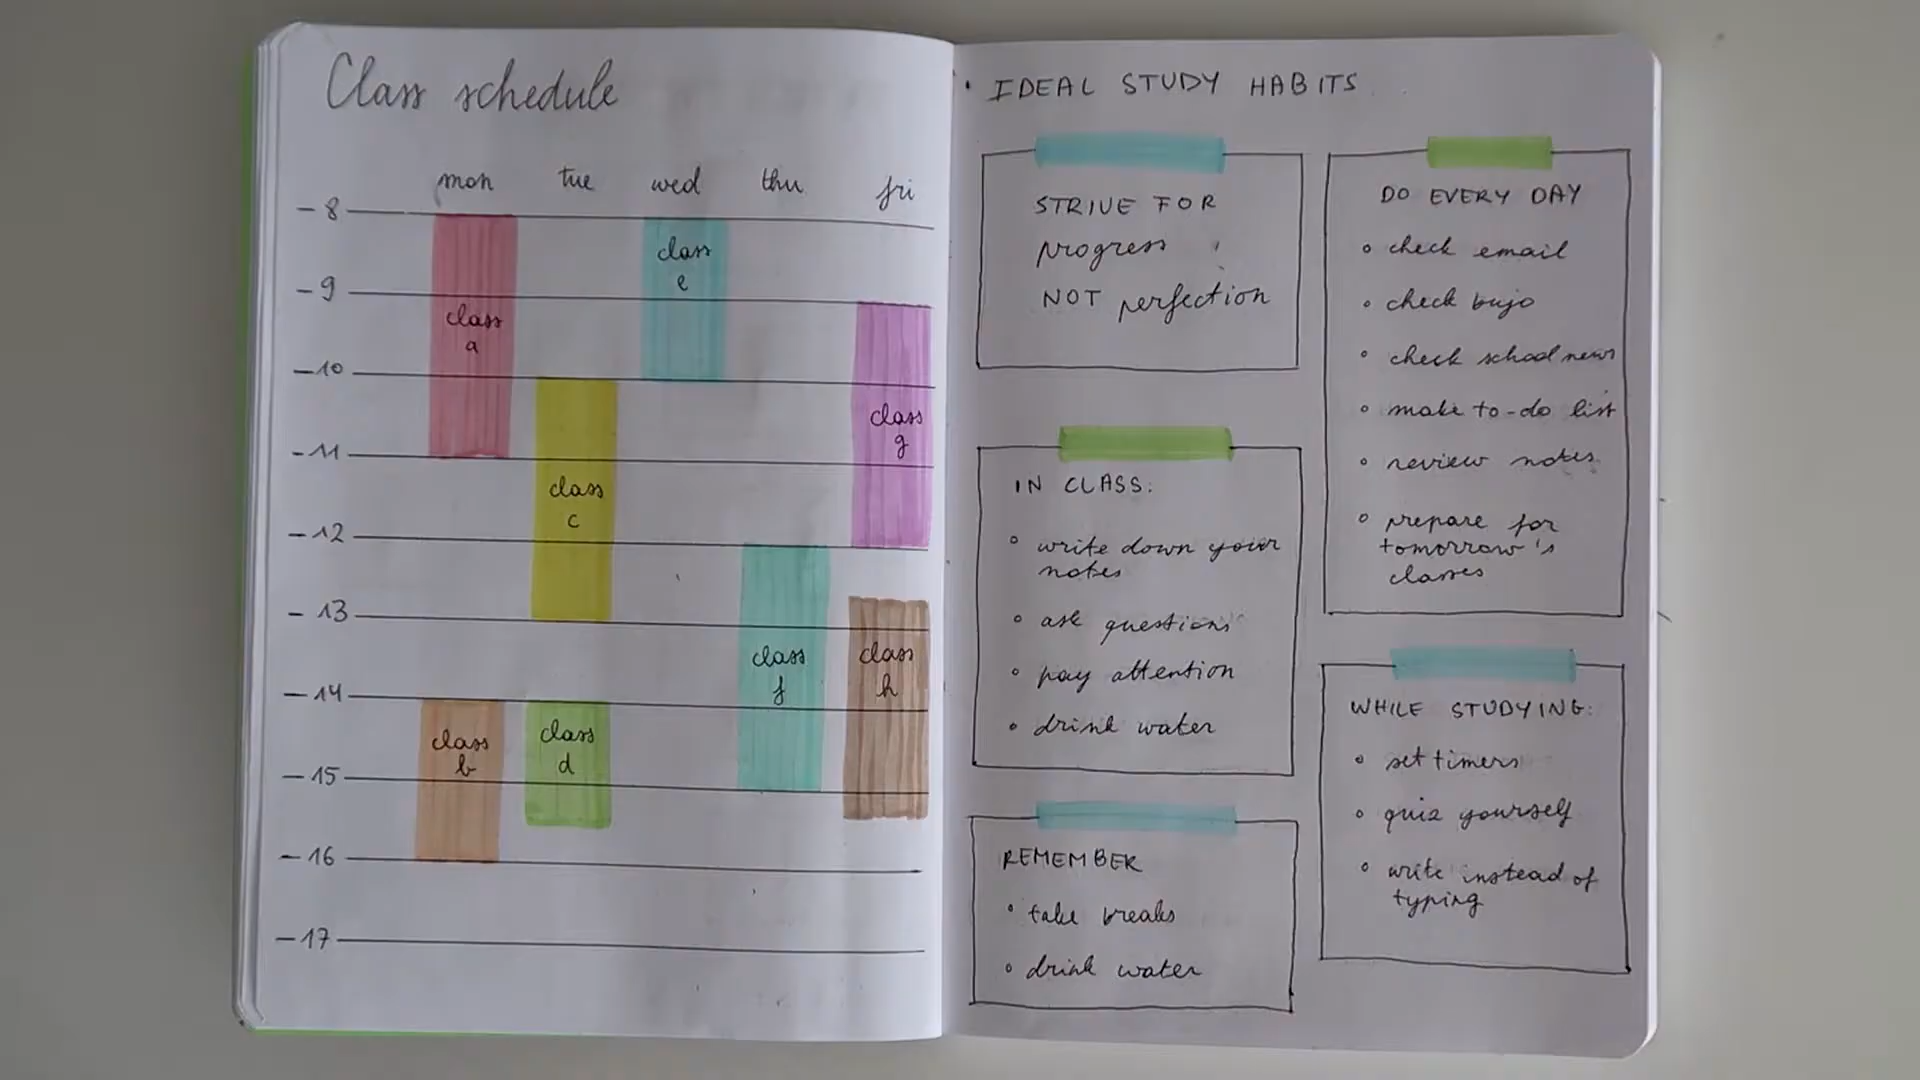 Class schedule
mon tue wed thu fri
- 8
- 9
- 10
- 11
- 12
- 13
- 14
- 15
- 16
- 17
class
a
class
b
class
c
class
d
class
e
class
f
class
g
class
h
• IDEAL STUDY HABITS
STRIVE FOR
progress,
NOT perfection
IN CLASS:
° write down your
notes
° ask questions
° pay attention
° drink water
REMEMBER
° take breaks
° drink water
DO EVERY DAY
° check email
° check bujo
° check school news
° make to-do list
° review notes
° prepare for
tomorrow's
classes
WHILE STUDYING:
° set timers
° quiz yourself
° write instead of
typing